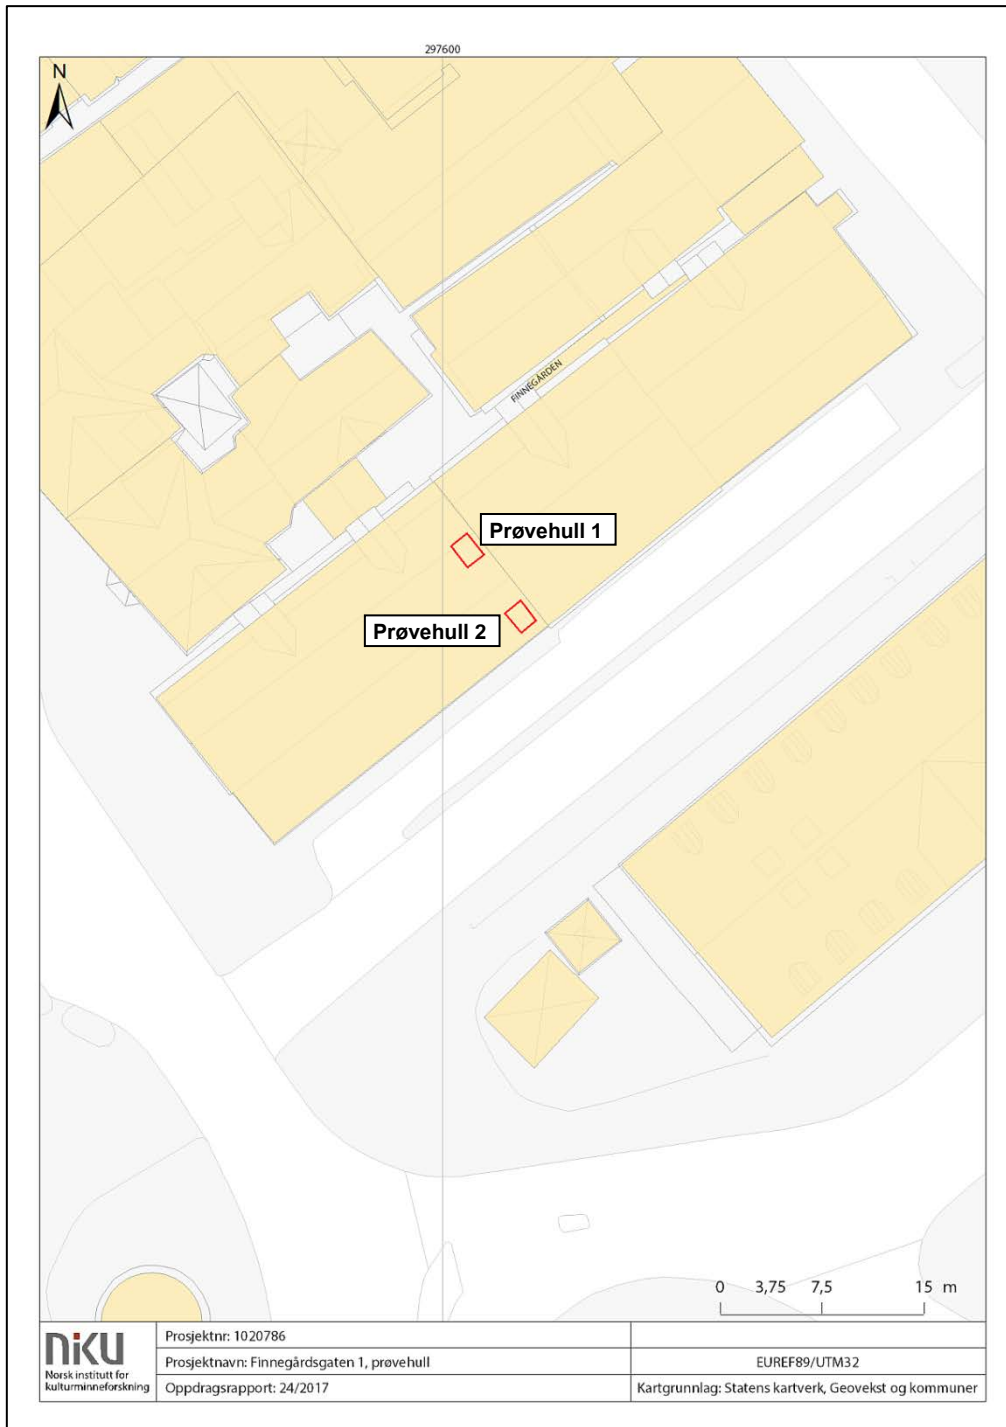 297600
N
FINNEGÅRDEN
Prøvehull 1
Prøvehull 2
0 3,75 7,5 15 m
niku
Norsk institutt for
kulturminneforskning
Prosjektnr: 1020786
Prosjektnavn: Finnegårdsgaten 1, prøvehull
EUREF89/UTM32
Oppdragsrapport: 24/2017
Kartgrunnlag: Statens kartverk, Geovekst og kommuner